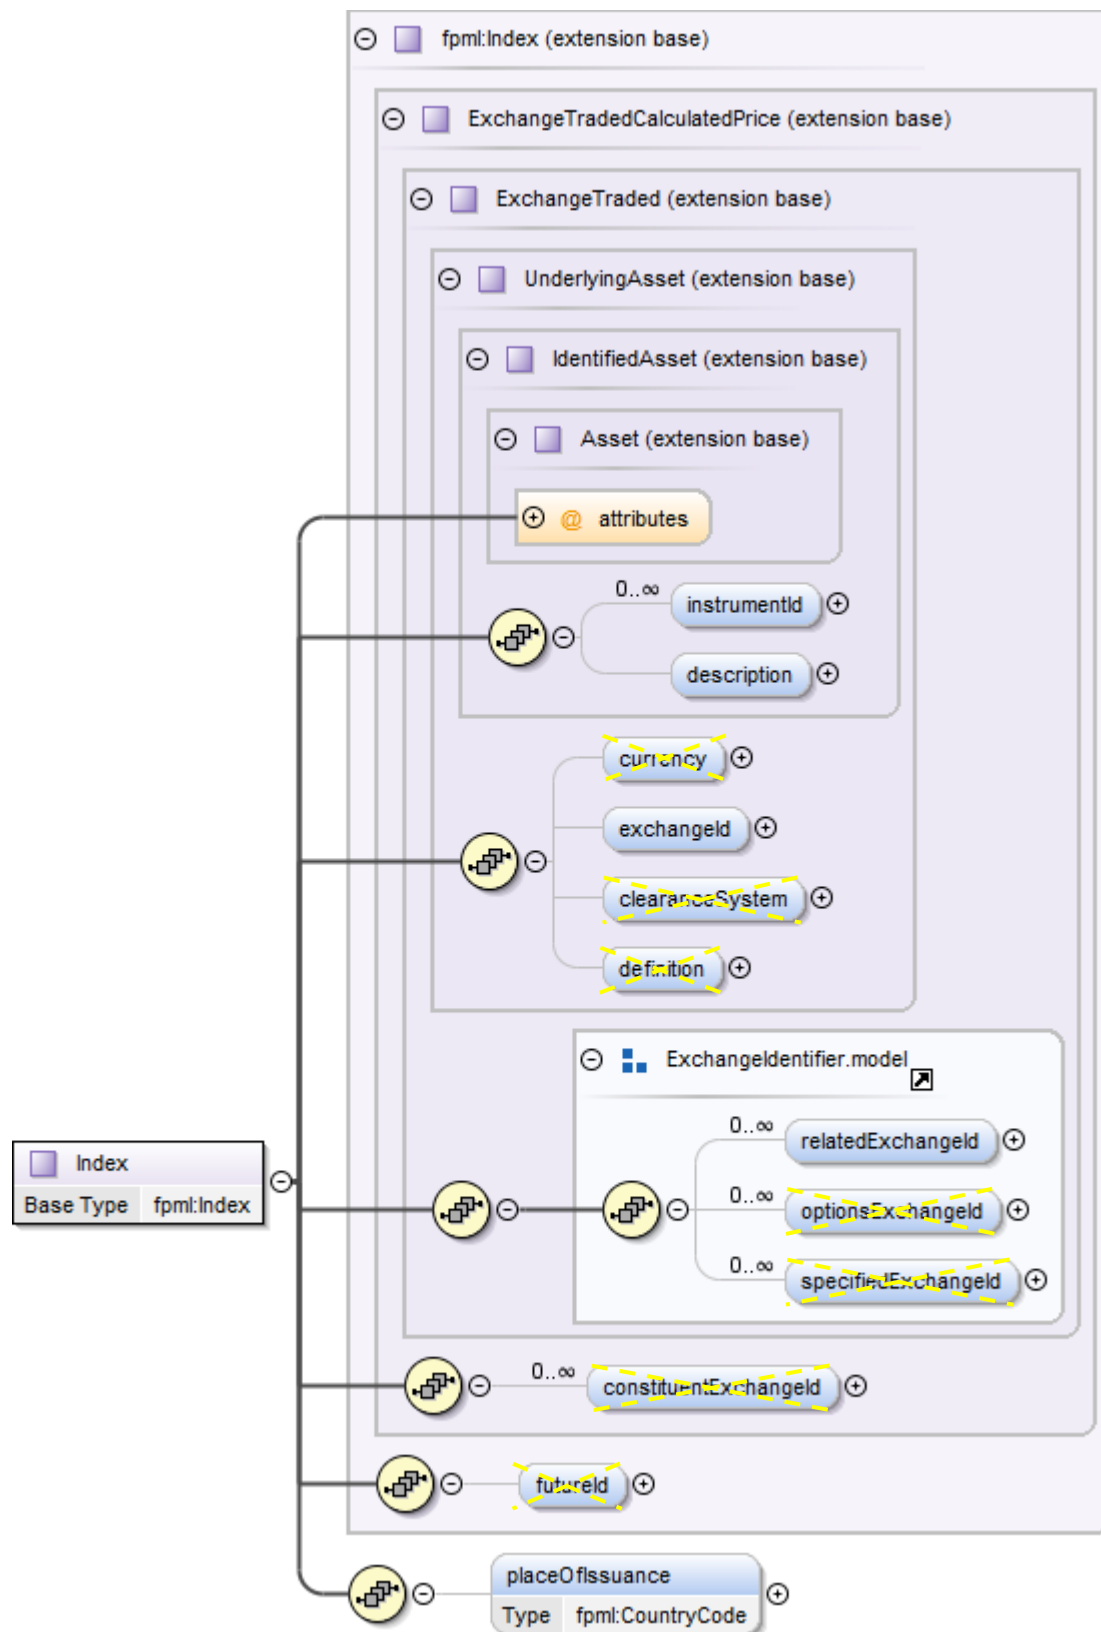 fpml:Index (extension base)
ExchangeTradedCalculatedPrice (extension base)
ExchangeTraded (extension base)
UnderlyingAsset (extension base)
IdentifiedAsset (extension base)
Asset (extension base)
@ attributes
0..∞
instrumentId
description
currency
exchangeId
clearanceSystem
definition
ExchangeIdentifier.model
0..∞
relatedExchangeId
0..∞
optionsExchangeId
0..∞
specifiedExchangeId
Index
Base Type fpml:Index
0..∞
constituentExchangeId
futureId
placeOfIssuance
Type fpml:CountryCode